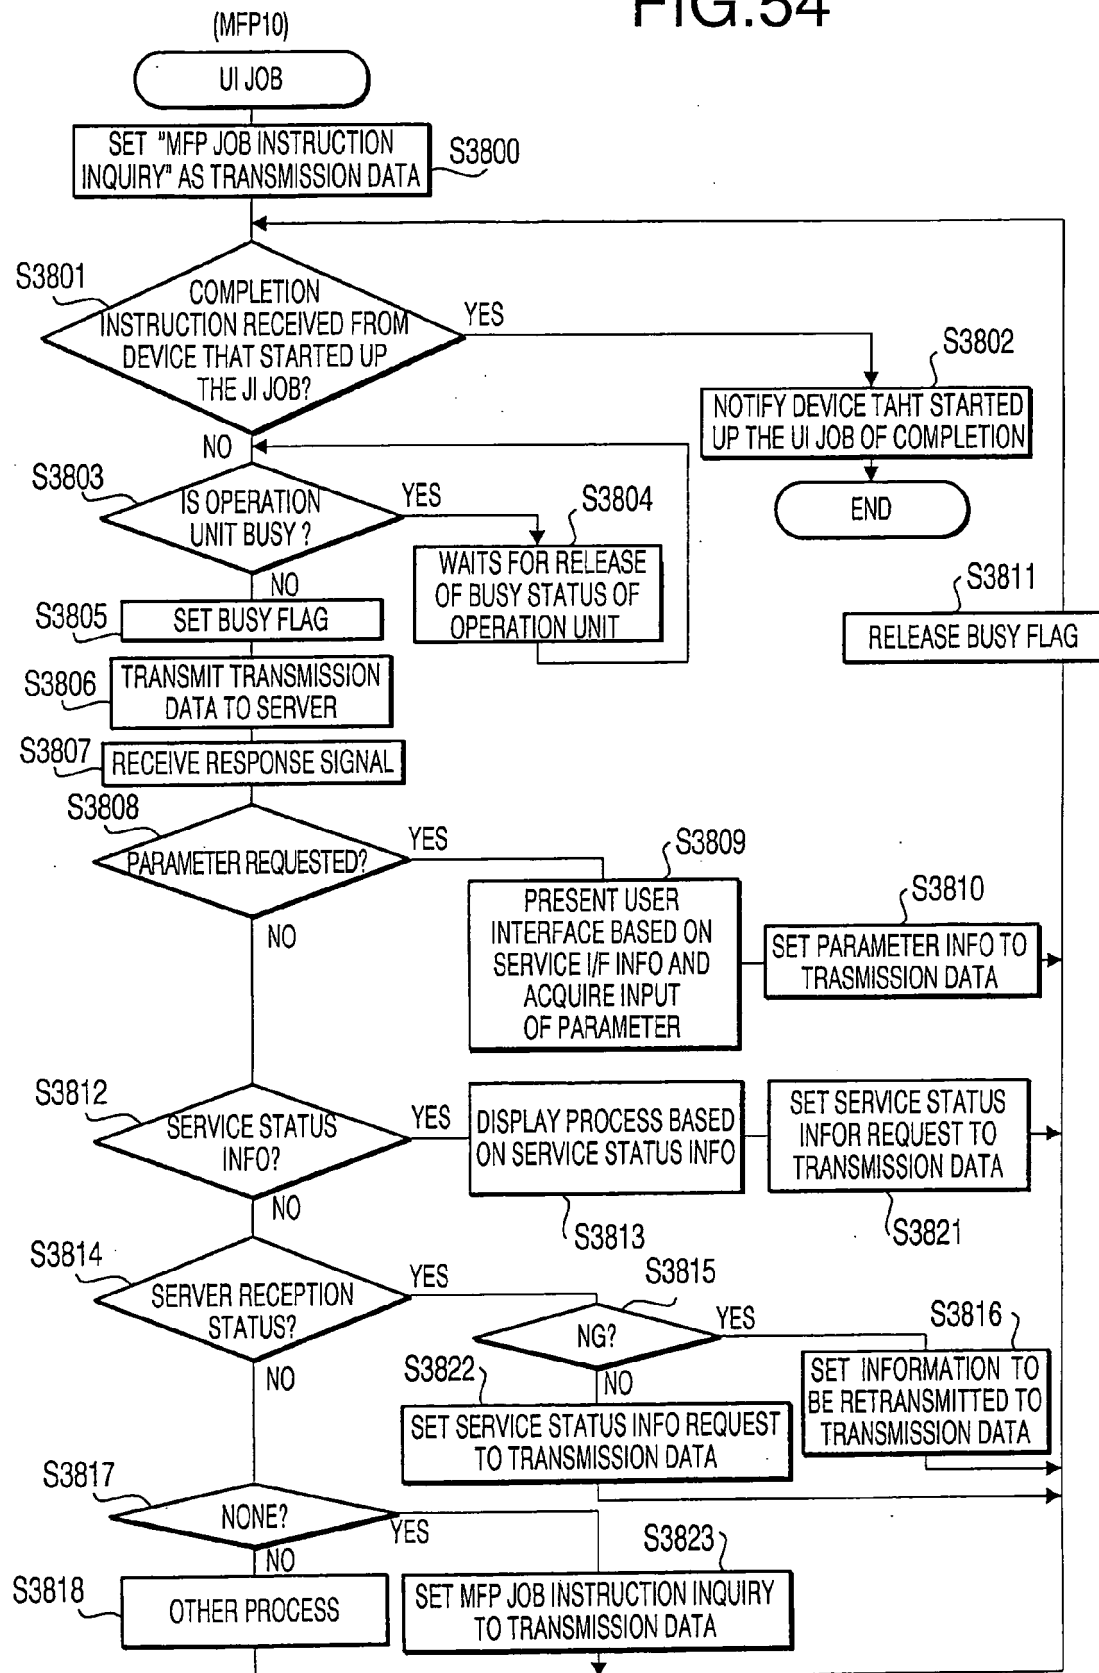 FIG.54
(MFP10)
UI JOB
SET "MFP JOB INSTRUCTION
INQUIRY" AS TRANSMISSION DATA
S3800
S3801
COMPLETION
INSTRUCTION RECEIVED FROM
DEVICE THAT STARTED UP
THE JI JOB?
YES
S3802
NOTIFY DEVICE TAHT STARTED
UP THE UI JOB OF COMPLETION
END
NO
S3803
IS OPERATION
UNIT BUSY ?
YES
S3804
WAITS FOR RELEASE
OF BUSY STATUS OF
OPERATION UNIT
NO
S3805
SET BUSY FLAG
S3811
RELEASE BUSY FLAG
S3806
TRANSMIT TRANSMISSION
DATA TO SERVER
S3807
RECEIVE RESPONSE SIGNAL
S3808
PARAMETER REQUESTED?
YES
S3809
PRESENT USER
INTERFACE BASED ON
SERVICE I/F INFO AND
ACQUIRE INPUT
OF PARAMETER
S3810
SET PARAMETER INFO TO
TRASMISSION DATA
NO
S3812
SERVICE STATUS
INFO?
YES
DISPLAY PROCESS BASED
ON SERVICE STATUS INFO
S3813
SET SERVICE STATUS
INFOR REQUEST TO
TRANSMISSION DATA
S3821
NO
S3814
SERVER RECEPTION
STATUS?
YES
S3815
NG?
YES
S3816
SET INFORMATION TO
BE RETRANSMITTED TO
TRANSMISSION DATA
NO
S3822
SET SERVICE STATUS INFO REQUEST
TO TRANSMISSION DATA
NO
S3817
NONE?
YES
S3823
SET MFP JOB INSTRUCTION INQUIRY
TO TRANSMISSION DATA
NO
S3818
OTHER PROCESS